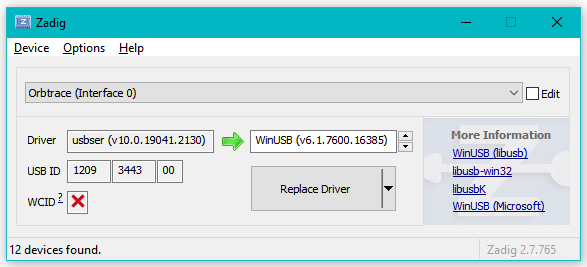 Zadig
Device Options Help
Orbtrace (Interface 0) Edit
Driver usbser (v10.0.19041.2130) WinUSB (v6.1.7600.16385)
USB ID 1209 3443 00
WCID ?
Replace Driver
More Information
WinUSB (libusb)
libusb-win32
libusbK
WinUSB (Microsoft)
12 devices found. Zadig 2.7.765